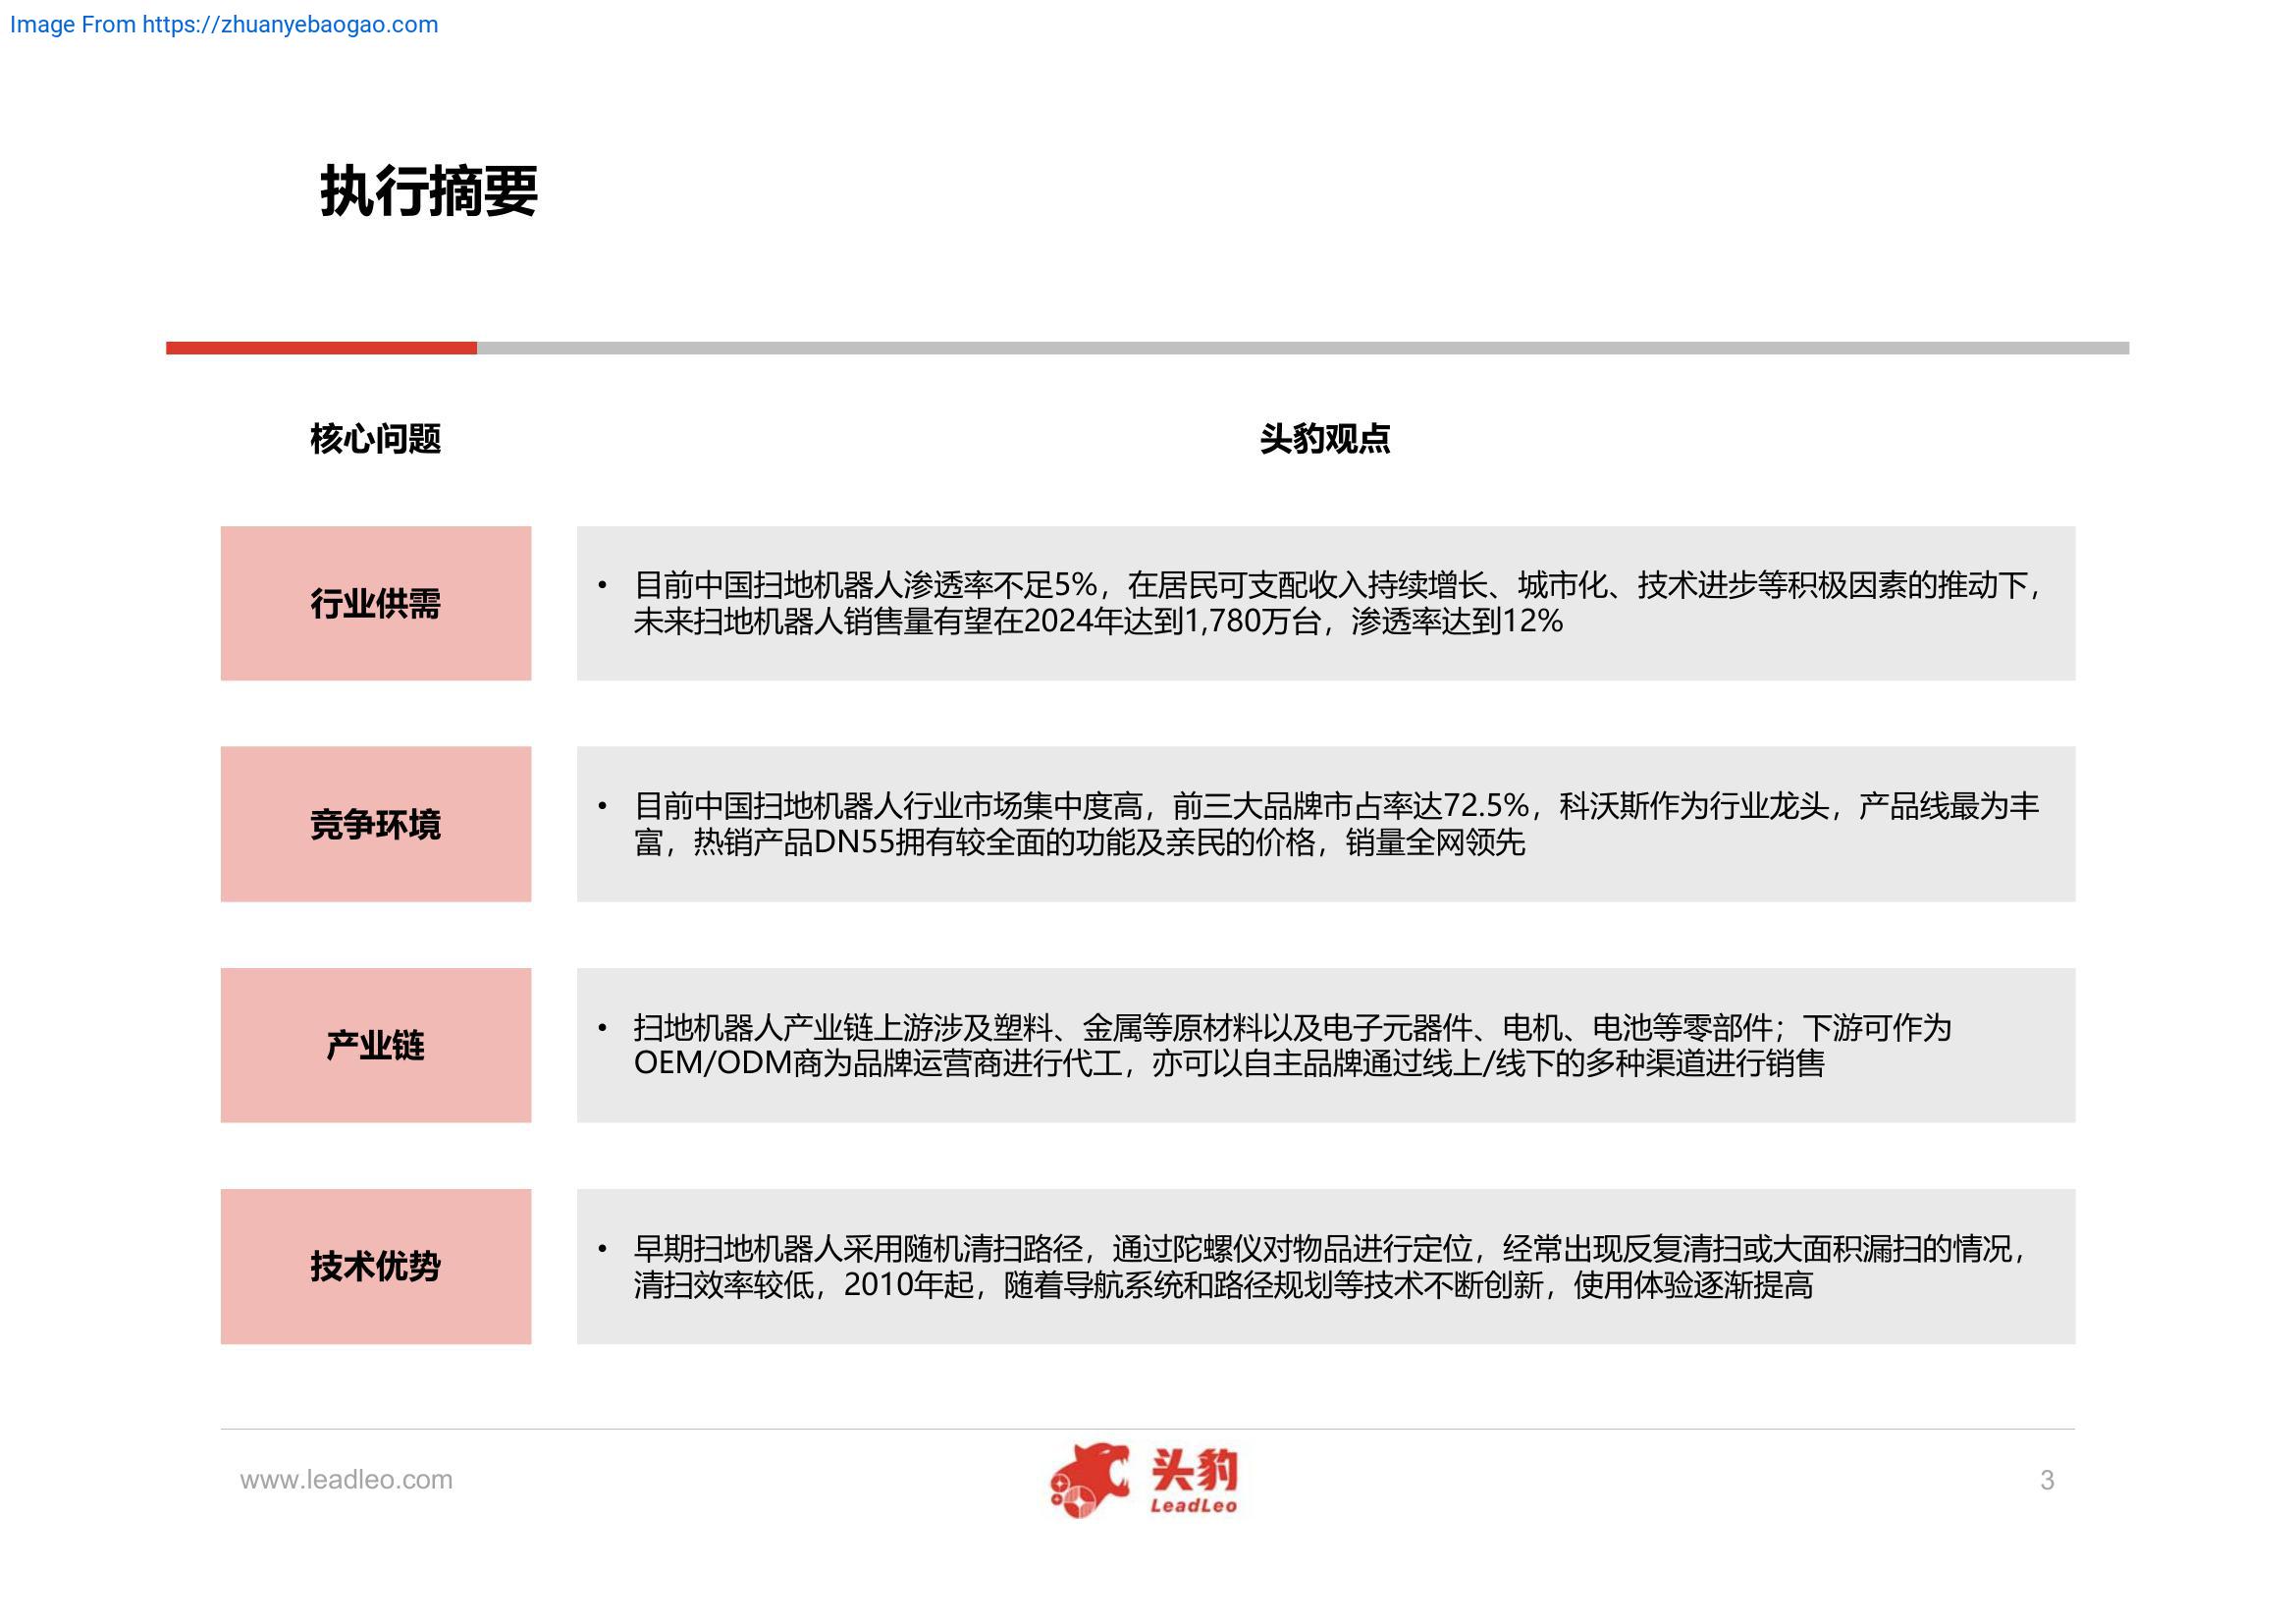 Image From https://zhuanyebaogao.com
执行摘要
核心问题
头豹观点
行业供需
• 目前中国扫地机器人渗透率不足5%，在居民可支配收入持续增长、城市化、技术进步等积极因素的推动下，
未来扫地机器人销售量有望在2024年达到1,780万台，渗透率达到12%
竞争环境
• 目前中国扫地机器人行业市场集中度高，前三大品牌市占率达72.5%，科沃斯作为行业龙头，产品线最为丰
富，热销产品DN55拥有较全面的功能及亲民的价格，销量全网领先
产业链
• 扫地机器人产业链上游涉及塑料、金属等原材料以及电子元器件、电机、电池等零部件；下游可作为
OEM/ODM商为品牌运营商进行代工，亦可以自主品牌通过线上/线下的多种渠道进行销售
技术优势
• 早期扫地机器人采用随机清扫路径，通过陀螺仪对物品进行定位，经常出现反复清扫或大面积漏扫的情况，
清扫效率较低，2010年起，随着导航系统和路径规划等技术不断创新，使用体验逐渐提高
www.leadleo.com
头豹
LeadLeo
3